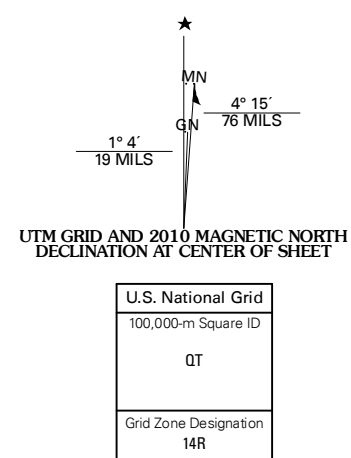 ★
MN
4° 15´
76 MILS
GN
1° 4´
19 MILS
UTM GRID AND 2010 MAGNETIC NORTH
DECLINATION AT CENTER OF SHEET
U.S. National Grid
100,000-m Square ID
QT
Grid Zone Designation
14R